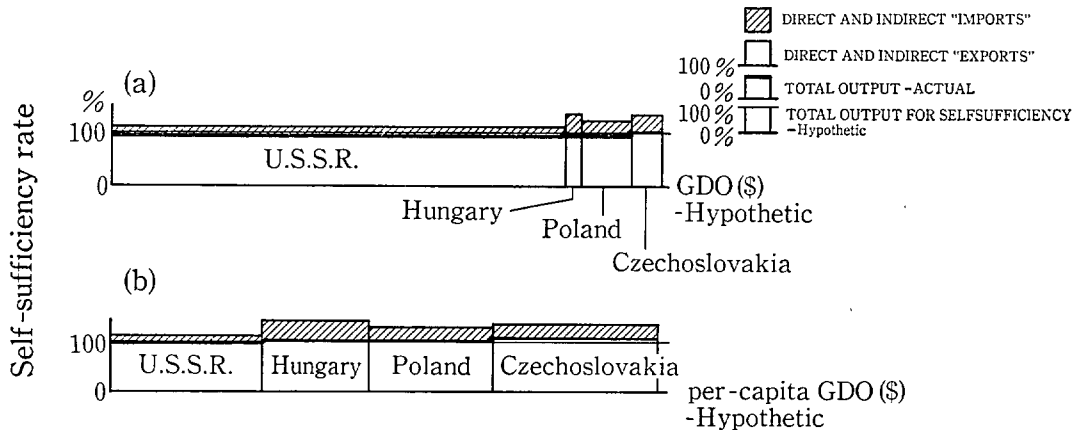 DIRECT AND INDIRECT "IMPORTS"
DIRECT AND INDIRECT "EXPORTS"
100 %
0 %
TOTAL OUTPUT -ACTUAL
100 %
0 %
TOTAL OUTPUT FOR SELFSUFFICIENCY
-Hypothetic
(a)
%
100
0
U.S.S.R.
GDO ($)
-Hypothetic
Hungary
Poland
Czechoslovakia
Self-sufficiency rate
(b)
100
0
U.S.S.R.
Hungary
Poland
Czechoslovakia
per-capita GDO ($)
-Hypothetic